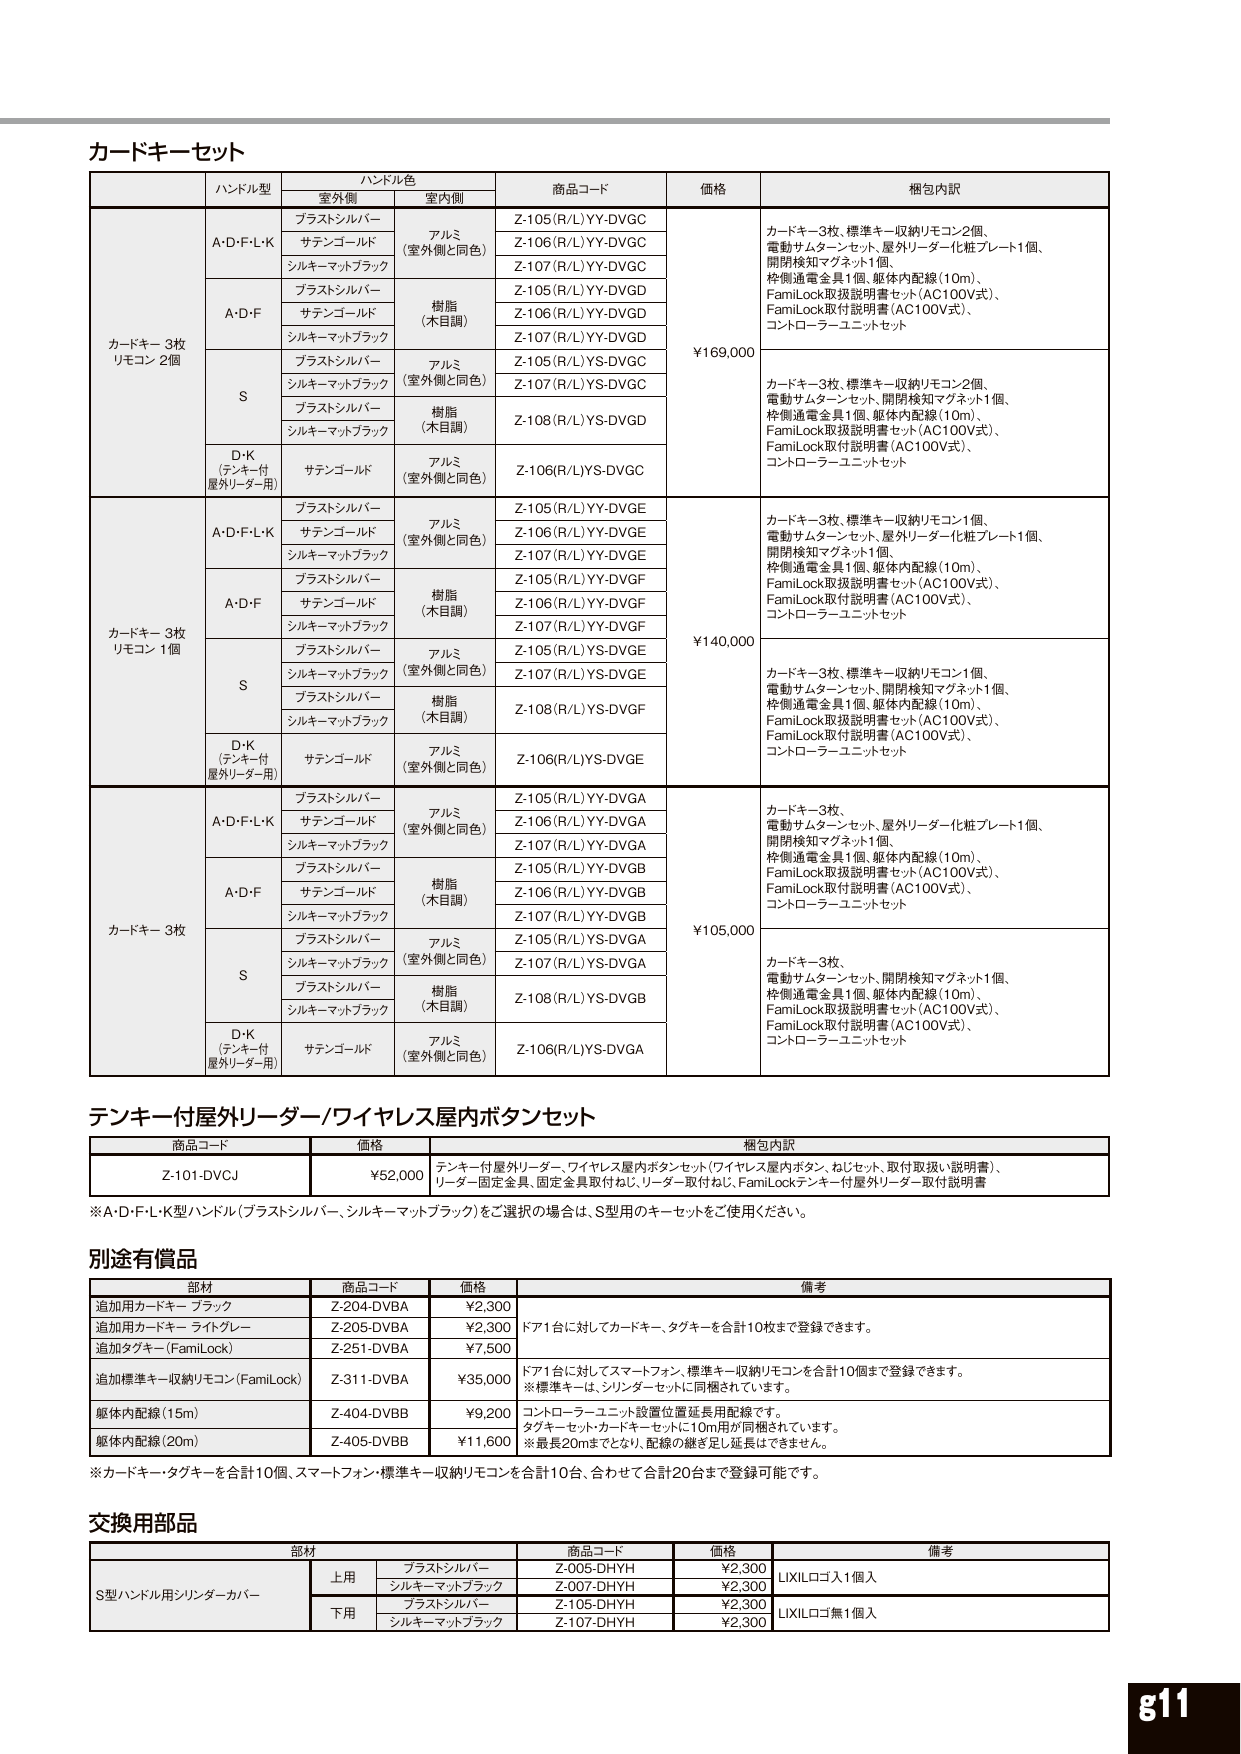 カードキーセット
ハンドル型 ハンドル色 商品コード 価格 梱包内訳
室外側 室内側
カードキー 3枚
リモコン 2個
A・D・F・L・K
ブラストシルバー アルミ（室外側と同色） Z-105（R/L）YY-DVGC
サテンゴールド Z-106（R/L）YY-DVGC
シルキーマットブラック Z-107（R/L）YY-DVGC
A・D・F
ブラストシルバー 樹脂（木目調） Z-105（R/L）YY-DVGD
サテンゴールド Z-106（R/L）YY-DVGD
シルキーマットブラック Z-107（R/L）YY-DVGD
S
ブラストシルバー アルミ（室外側と同色） Z-105（R/L）YS-DVGC
シルキーマットブラック Z-107（R/L）YS-DVGC
ブラストシルバー 樹脂（木目調） Z-108（R/L）YS-DVGD
シルキーマットブラック
D・K
（テンキー付
屋外リーダー用）
サテンゴールド アルミ（室外側と同色） Z-106(R/L)YS-DVGC
¥169,000
カードキー3枚、標準キー収納リモコン2個、
電動サムターンセット、屋外リーダー化粧プレート1個、
開閉検知マグネット1個、
枠側通電金具1個、躯体内配線（10m）、
FamiLock取扱説明書セット（AC100V式）、
FamiLock取付説明書（AC100V式）、
コントローラーユニットセット
カードキー3枚、標準キー収納リモコン2個、
電動サムターンセット、開閉検知マグネット1個、
枠側通電金具1個、躯体内配線（10m）、
FamiLock取扱説明書セット（AC100V式）、
FamiLock取付説明書（AC100V式）、
コントローラーユニットセット
カードキー 3枚
リモコン 1個
A・D・F・L・K
ブラストシルバー アルミ（室外側と同色） Z-105（R/L）YY-DVGE
サテンゴールド Z-106（R/L）YY-DVGE
シルキーマットブラック Z-107（R/L）YY-DVGE
A・D・F
ブラストシルバー 樹脂（木目調） Z-105（R/L）YY-DVGF
サテンゴールド Z-106（R/L）YY-DVGF
シルキーマットブラック Z-107（R/L）YY-DVGF
S
ブラストシルバー アルミ（室外側と同色） Z-105（R/L）YS-DVGE
シルキーマットブラック Z-107（R/L）YS-DVGE
ブラストシルバー 樹脂（木目調） Z-108（R/L）YS-DVGF
シルキーマットブラック
D・K
（テンキー付
屋外リーダー用）
サテンゴールド アルミ（室外側と同色） Z-106(R/L)YS-DVGE
¥140,000
カードキー3枚、標準キー収納リモコン1個、
電動サムターンセット、屋外リーダー化粧プレート1個、
開閉検知マグネット1個、
枠側通電金具1個、躯体内配線（10m）、
FamiLock取扱説明書セット（AC100V式）、
FamiLock取付説明書（AC100V式）、
コントローラーユニットセット
カードキー3枚、標準キー収納リモコン1個、
電動サムターンセット、開閉検知マグネット1個、
枠側通電金具1個、躯体内配線（10m）、
FamiLock取扱説明書セット（AC100V式）、
FamiLock取付説明書（AC100V式）、
コントローラーユニットセット
カードキー 3枚
A・D・F・L・K
ブラストシルバー アルミ（室外側と同色） Z-105（R/L）YY-DVGA
サテンゴールド Z-106（R/L）YY-DVGA
シルキーマットブラック Z-107（R/L）YY-DVGA
A・D・F
ブラストシルバー 樹脂（木目調） Z-105（R/L）YY-DVGB
サテンゴールド Z-106（R/L）YY-DVGB
シルキーマットブラック Z-107（R/L）YY-DVGB
S
ブラストシルバー アルミ（室外側と同色） Z-105（R/L）YS-DVGA
シルキーマットブラック Z-107（R/L）YS-DVGA
ブラストシルバー 樹脂（木目調） Z-108（R/L）YS-DVGB
シルキーマットブラック
D・K
（テンキー付
屋外リーダー用）
サテンゴールド アルミ（室外側と同色） Z-106(R/L)YS-DVGA
¥105,000
カードキー3枚、
電動サムターンセット、屋外リーダー化粧プレート1個、
開閉検知マグネット1個、
枠側通電金具1個、躯体内配線（10m）、
FamiLock取扱説明書セット（AC100V式）、
FamiLock取付説明書（AC100V式）、
コントローラーユニットセット
カードキー3枚、
電動サムターンセット、開閉検知マグネット1個、
枠側通電金具1個、躯体内配線（10m）、
FamiLock取扱説明書セット（AC100V式）、
FamiLock取付説明書（AC100V式）、
コントローラーユニットセット
テンキー付屋外リーダー/ワイヤレス屋内ボタンセット
商品コード 価格 梱包内訳
Z-101-DVCJ ¥52,000
テンキー付屋外リーダー、ワイヤレス屋内ボタンセット（ワイヤレス屋内ボタン、ねじセット、取付取扱い説明書）、
リーダー固定金具、固定金具取付ねじ、リーダー取付ねじ、FamiLockテンキー付屋外リーダー取付説明書
※A・D・F・L・K型ハンドル（ブラストシルバー、シルキーマットブラック）をご選択の場合は、S型用のキーセットをご使用ください。
別途有償品
部材 商品コード 価格 備考
追加用カードキー ブラック Z-204-DVBA ¥2,300
追加用カードキー ライトグレー Z-205-DVBA ¥2,300 ドア1台に対してカードキー、タグキーを合計10枚まで登録できます。
追加タグキー（FamiLock） Z-251-DVBA ¥7,500
追加標準キー収納リモコン（FamiLock） Z-311-DVBA ¥35,000
ドア1台に対してスマートフォン、標準キー収納リモコンを合計10個まで登録できます。
※標準キーは、シリンダーセットに同梱されています。
躯体内配線（15m） Z-404-DVBB ¥9,200
躯体内配線（20m） Z-405-DVBB ¥11,600
コントローラーユニット設置位置延長用配線です。
タグキーセット・カードキーセットに10m用が同梱されています。
※最長20mまでとなり、配線の継ぎ足し延長はできません。
※カードキー・タグキーを合計10個、スマートフォン・標準キー収納リモコンを合計10台、合わせて合計20台まで登録可能です。
交換用部品
部材 商品コード 価格 備考
S型ハンドル用シリンダーカバー
上用 ブラストシルバー Z-005-DHYH ¥2,300 LIXILロゴ入1個入
シルキーマットブラック Z-007-DHYH ¥2,300
下用 ブラストシルバー Z-105-DHYH ¥2,300 LIXILロゴ無1個入
シルキーマットブラック Z-107-DHYH ¥2,300
g11